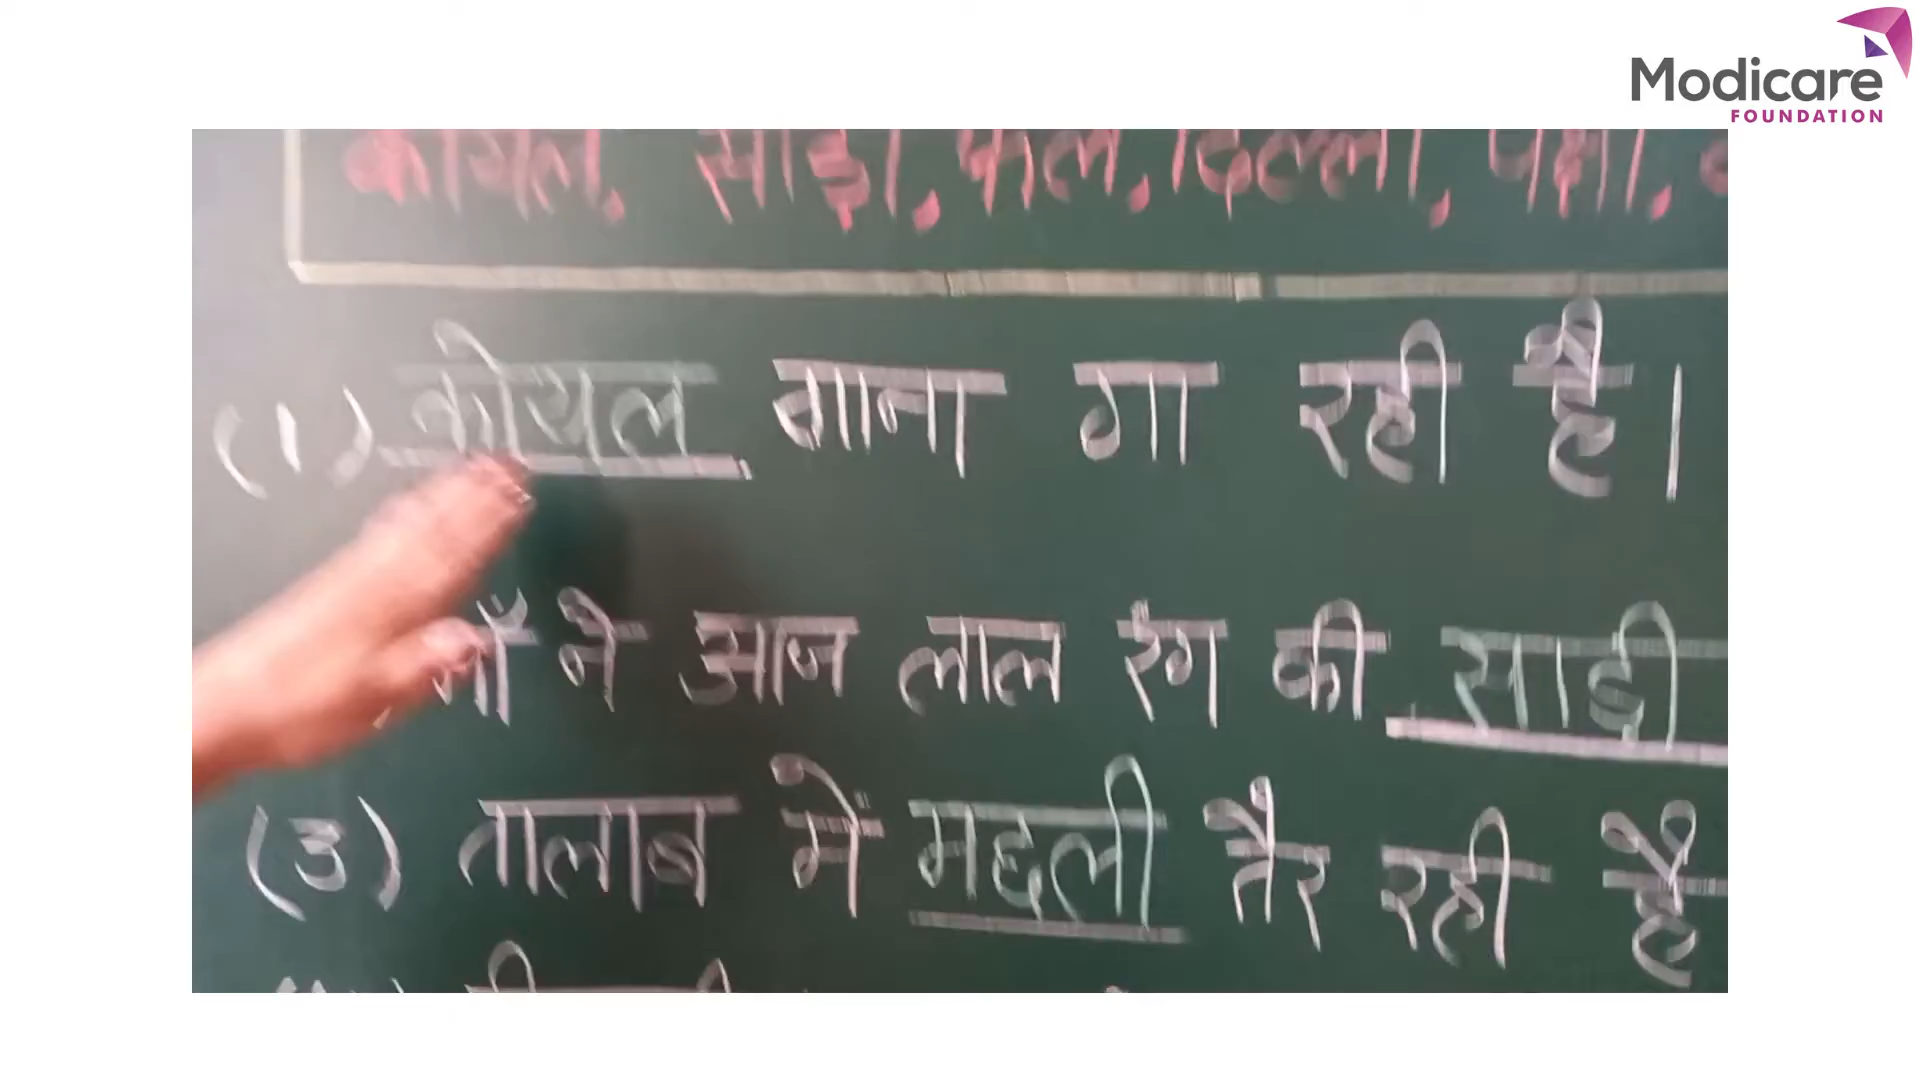 Modicare
FOUNDATION
कोयल, साड़ी, फल, दिल्ली, पक्षी,
(1) कोयल गाना गा रही है।
माँ ने आज लाल रंग की साड़ी
(3) तालाब में मछली तैर रही है